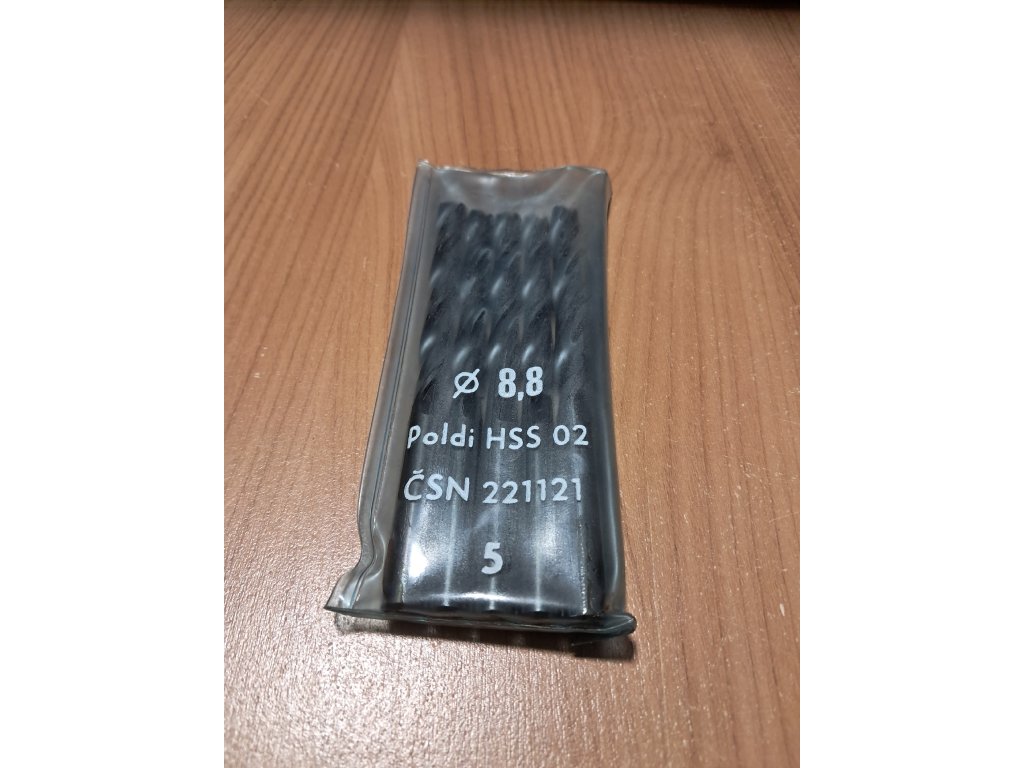 Ø 8,8
Poldi HSS 02
ČSN 221121
5